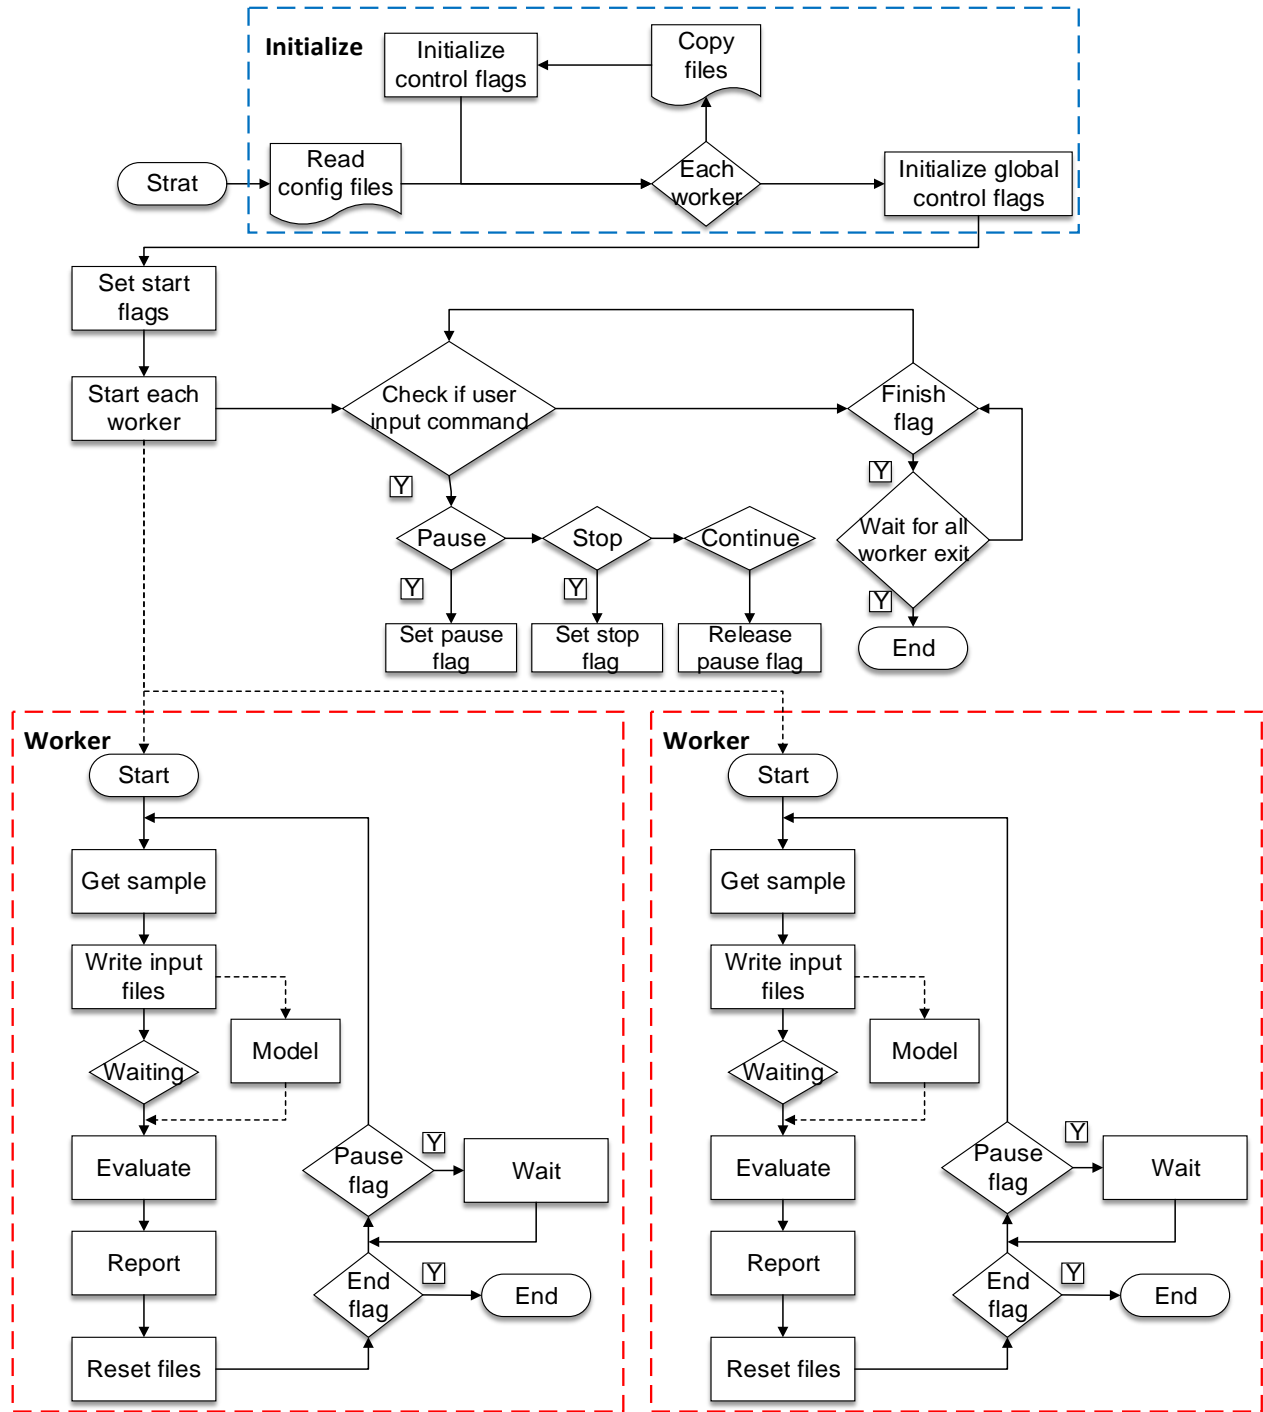 Initialize
Initialize
control flags
Copy
files
Strat
Read
config files
Each
worker
Initialize global
control flags
Set start
flags
Start each
worker
Check if user
input command
Finish
flag
Y
Y
Wait for all
worker exit
Pause
Stop
Continue
Y
Y
Y
Set pause
flag
Set stop
flag
Release
pause flag
End
Worker
Start
Get sample
Write input
files
Model
Waiting
Evaluate
Pause
flag
Y
Wait
Report
End
flag
Y
End
Reset files
Worker
Start
Get sample
Write input
files
Model
Waiting
Evaluate
Pause
flag
Y
Wait
Report
End
flag
Y
End
Reset files